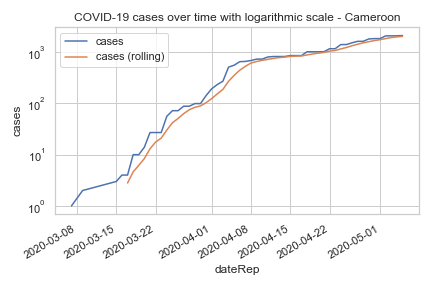 COVID-19 cases over time with logarithmic scale - Cameroon
cases
cases (rolling)
10³
10²
10¹
10⁰
cases
2020-03-08
2020-03-15
2020-03-22
2020-04-01
2020-04-08
2020-04-15
2020-04-22
2020-05-01
dateRep